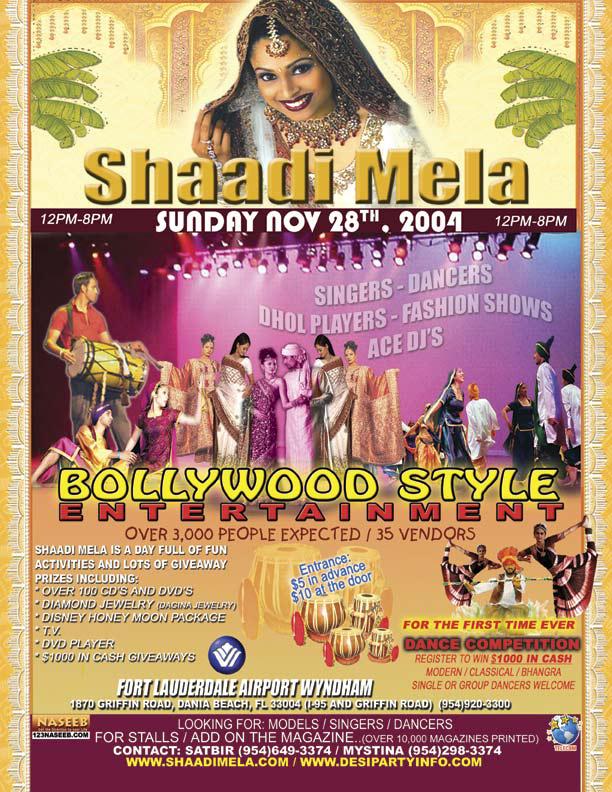 Shaadi Mela
12PM-8PM
SUNDAY NOV 28TH, 2004
12PM-8PM
SINGERS - DANCERS
DHOL PLAYERS - FASHION SHOWS
ACE DJ'S
BOLLYWOOD STYLE
ENTERTAINMENT
OVER 3,000 PEOPLE EXPECTED / 35 VENDORS
SHAADI MELA IS A DAY FULL OF FUN
ACTIVITIES AND LOTS OF GIVEAWAY
PRIZES INCLUDING:
* OVER 100 CD'S AND DVD'S
* DIAMOND JEWELRY (DAGINA JEWELRY)
* DISNEY HONEY MOON PACKAGE
* T.V.
* DVD PLAYER
* $1000 IN CASH GIVEAWAYS
Entrance:
$5 in advance
$10 at the door
FOR THE FIRST TIME EVER
DANCE COMPETITION
REGISTER TO WIN $1000 IN CASH
MODERN / CLASSICAL / BHANGRA
SINGLE OR GROUP DANCERS WELCOME
FORT LAUDERDALE AIRPORT WYNDHAM
1870 GRIFFIN ROAD, DANIA BEACH, FL 33004 (I-95 AND GRIFFIN ROAD) (954)920-3300
NASEEB
123NASEEB.COM
LOOKING FOR: MODELS / SINGERS / DANCERS
FOR STALLS / ADD ON THE MAGAZINE..(OVER 10,000 MAGAZINES PRINTED)
CONTACT: SATBIR (954)649-3374 / MYSTINA (954)298-3374
WWW.SHAADIMELA.COM / WWW.DESIPARTYINFO.COM
TELECOM